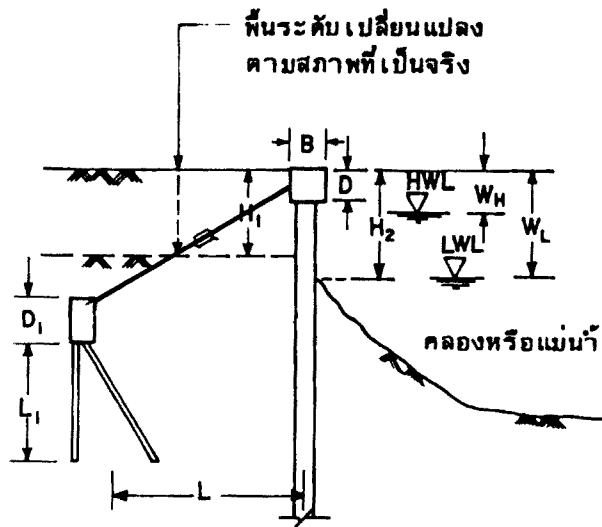 พื้นระดับเปลี่ยนแปลง
ตามสภาพที่เป็นจริง
B
D
HWL
W_H
H₁
H₂
W_L
LWL
D₁
คลองหรือแม่น้ำ
L₁
L